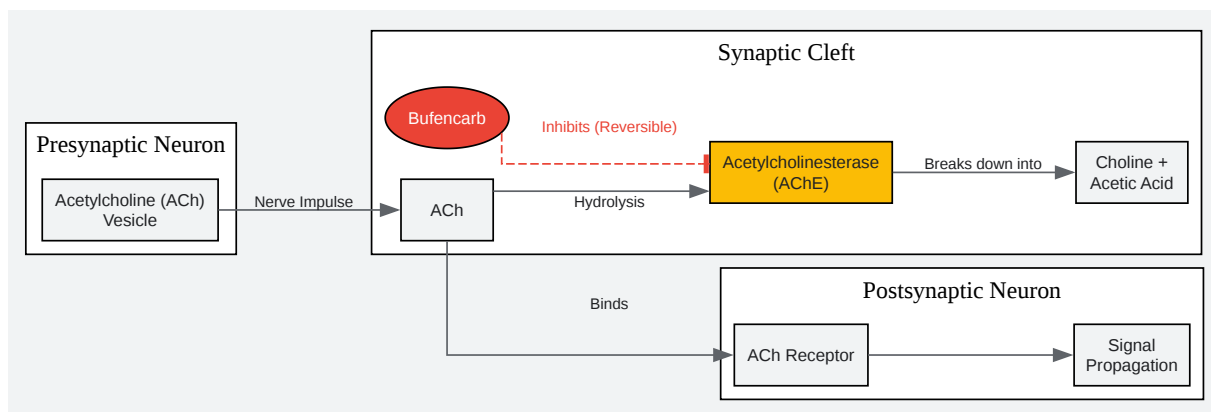 Synaptic Cleft
Bufencarb
Inhibits (Reversible)
Presynaptic Neuron
Acetylcholine (ACh)
Vesicle
Nerve Impulse
ACh
Hydrolysis
Acetylcholinesterase
(AChE)
Breaks down into
Choline +
Acetic Acid
Binds
Postsynaptic Neuron
ACh Receptor
Signal
Propagation